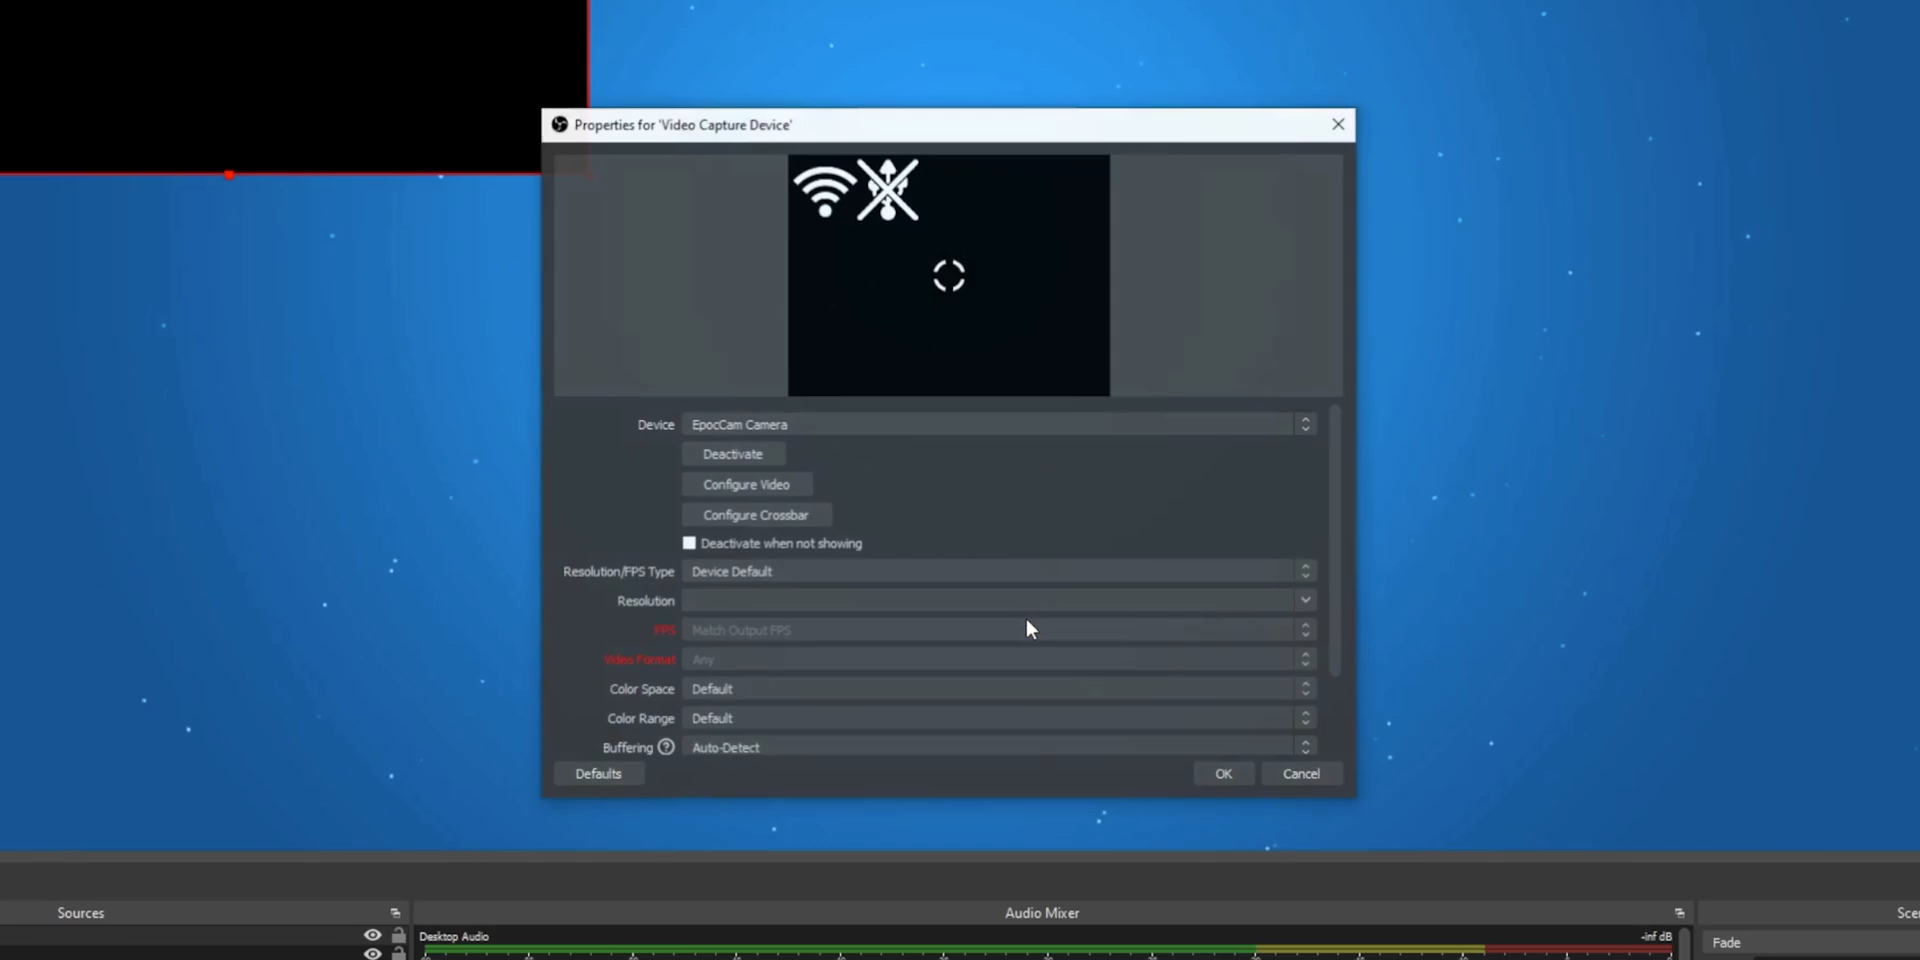 Properties for 'Video Capture Device'
Device EpocCam Camera
Deactivate
Configure Video
Configure Crossbar
Deactivate when not showing
Resolution/FPS Type Device Default
Resolution
FPS Match Output FPS
Video Format Any
Color Space Default
Color Range Default
Buffering ? Auto-Detect
Defaults OK Cancel
Sources Audio Mixer Scer
Desktop Audio -inf dB
Fade